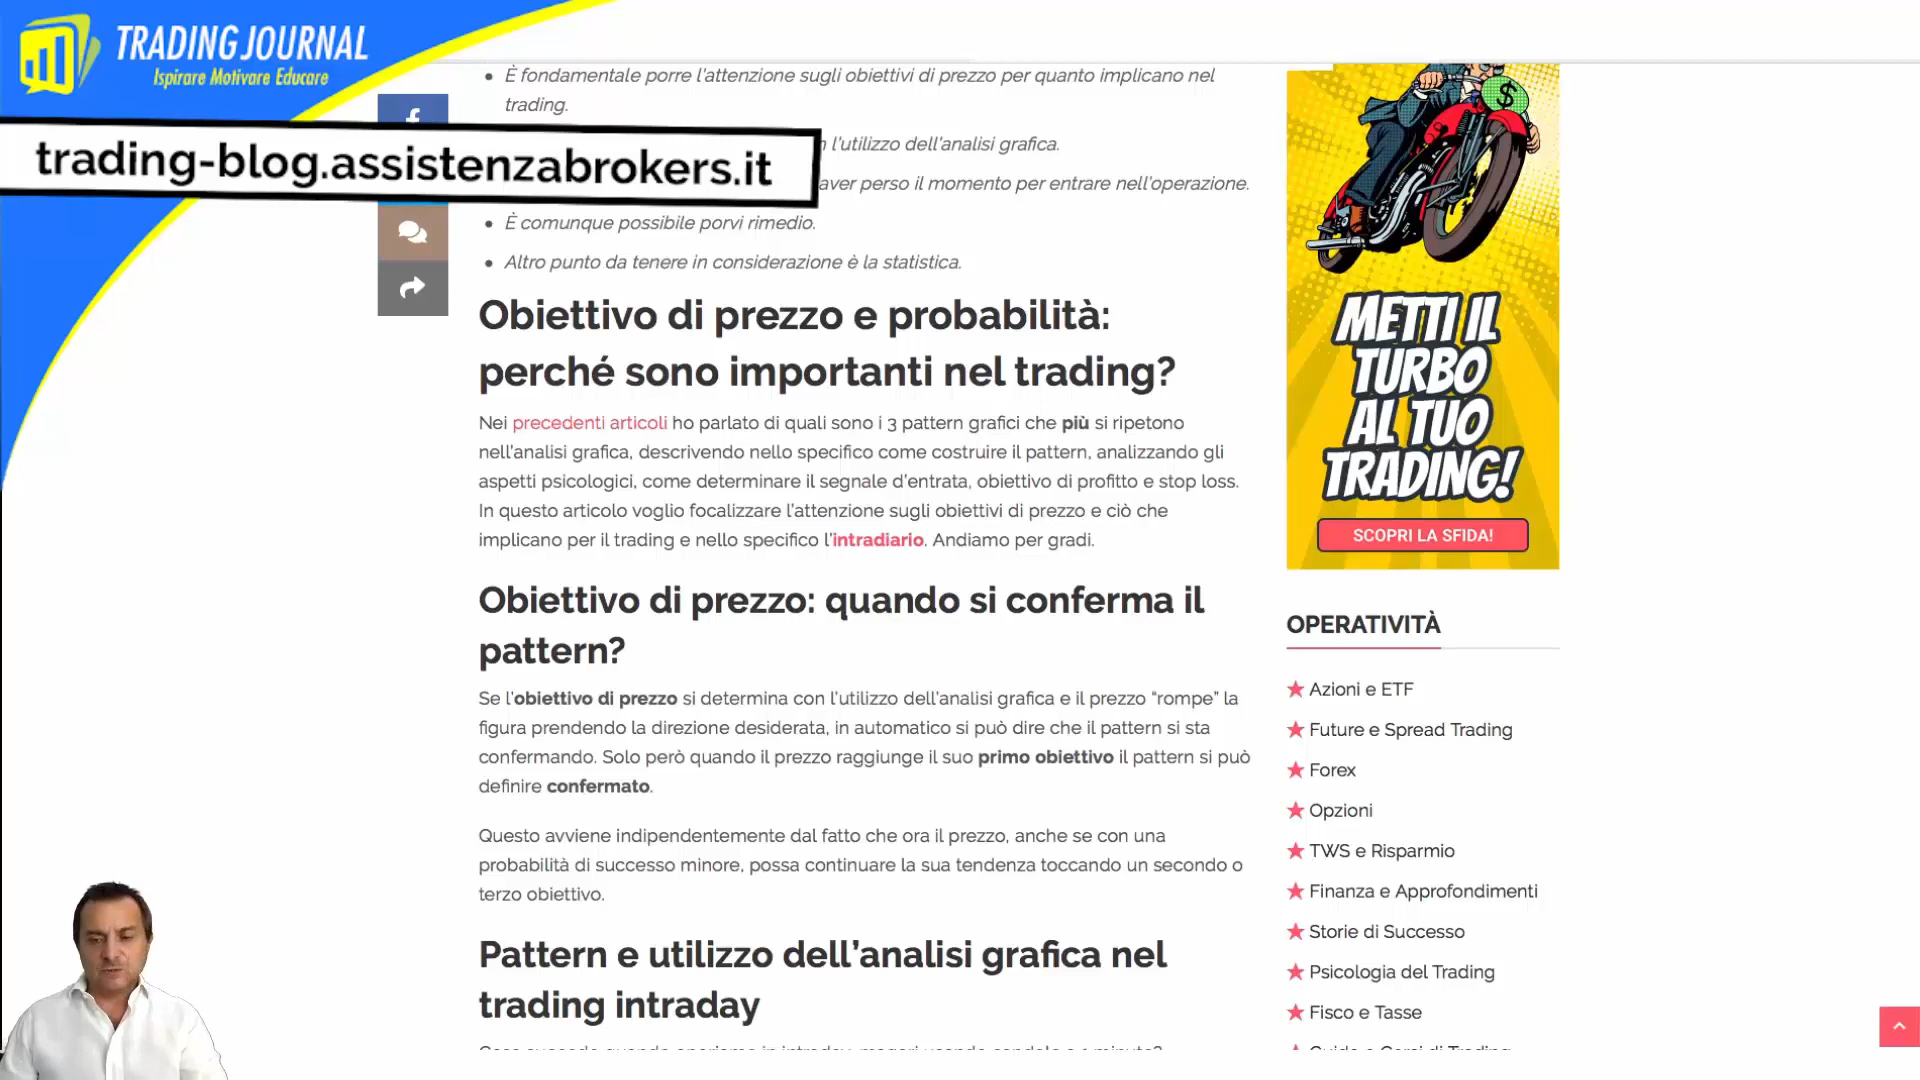 TRADING JOURNAL
Ispirare Motivare Educare
trading-blog.assistenzabrokers.it
È fondamentale porre l'attenzione sugli obiettivi di prezzo per quanto implicano nel
trading.
l'utilizzo dell'analisi grafica.
aver perso il momento per entrare nell'operazione.
È comunque possibile porvi rimedio.
Altro punto da tenere in considerazione è la statistica.
Obiettivo di prezzo e probabilità:
perché sono importanti nel trading?
Nei precedenti articoli ho parlato di quali sono i 3 pattern grafici che più si ripetono
nell'analisi grafica, descrivendo nello specifico come costruire il pattern, analizzando gli
aspetti psicologici, come determinare il segnale d'entrata, obiettivo di profitto e stop loss.
In questo articolo voglio focalizzare l'attenzione sugli obiettivi di prezzo e ciò che
implicano per il trading e nello specifico l'intradiario. Andiamo per gradi.
Obiettivo di prezzo: quando si conferma il
pattern?
Se l'obiettivo di prezzo si determina con l'utilizzo dell'analisi grafica e il prezzo "rompe" la
figura prendendo la direzione desiderata, in automatico si può dire che il pattern si sta
confermando. Solo però quando il prezzo raggiunge il suo primo obiettivo il pattern si può
definire confermato.
Questo avviene indipendentemente dal fatto che ora il prezzo, anche se con una
probabilità di successo minore, possa continuare la sua tendenza toccando un secondo o
terzo obiettivo.
Pattern e utilizzo dell'analisi grafica nel
trading intraday
$
METTI IL
TURBO
AL TUO
TRADING!
SCOPRI LA SFIDA!
OPERATIVITÀ
Azioni e ETF
Future e Spread Trading
Forex
Opzioni
TWS e Risparmio
Finanza e Approfondimenti
Storie di Successo
Psicologia del Trading
Fisco e Tasse